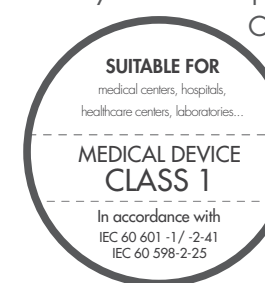 SUITABLE FOR
medical centers, hospitals,
healthcare centers, laboratories...
MEDICAL DEVICE
CLASS 1
In accordance with
IEC 60 601 -1/ -2-41
IEC 60 598-2-25